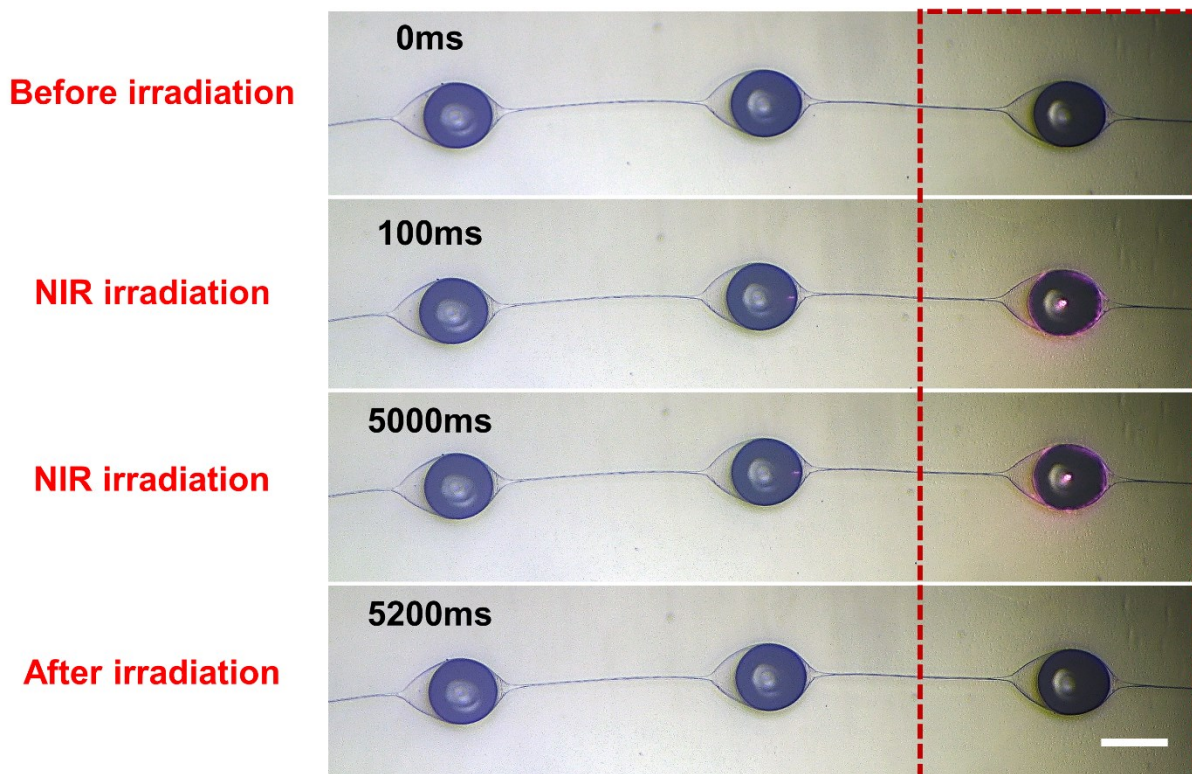 0ms
Before irradiation
100ms
NIR irradiation
5000ms
NIR irradiation
5200ms
After irradiation